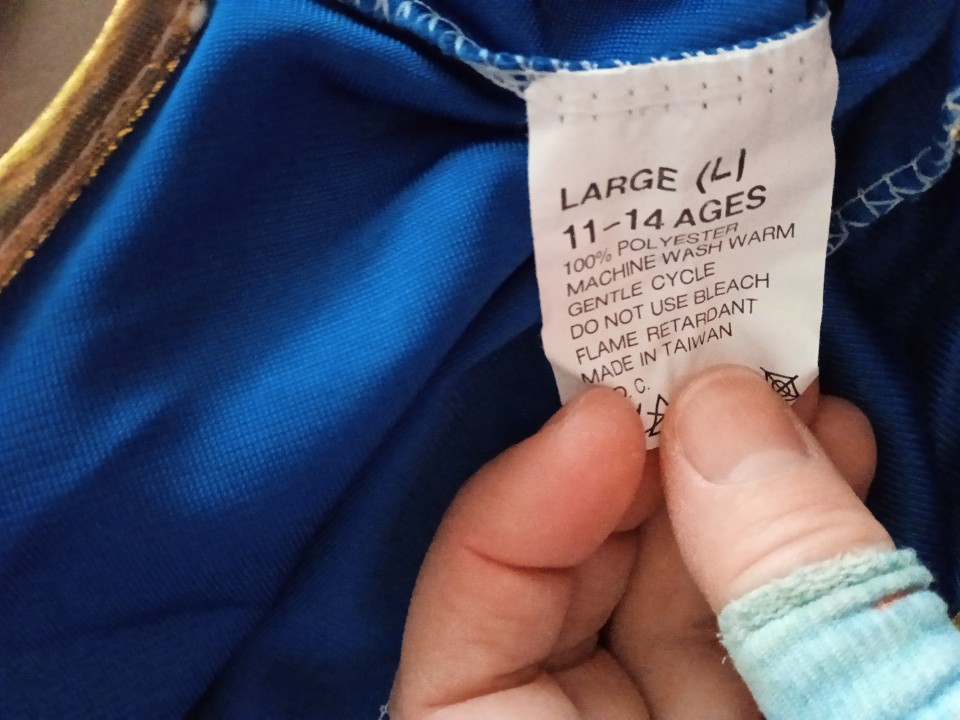 LARGE (L)
11-14 AGES
100% POLYESTER
MACHINE WASH WARM
GENTLE CYCLE
DO NOT USE BLEACH
FLAME RETARDANT
MADE IN TAIWAN
C.